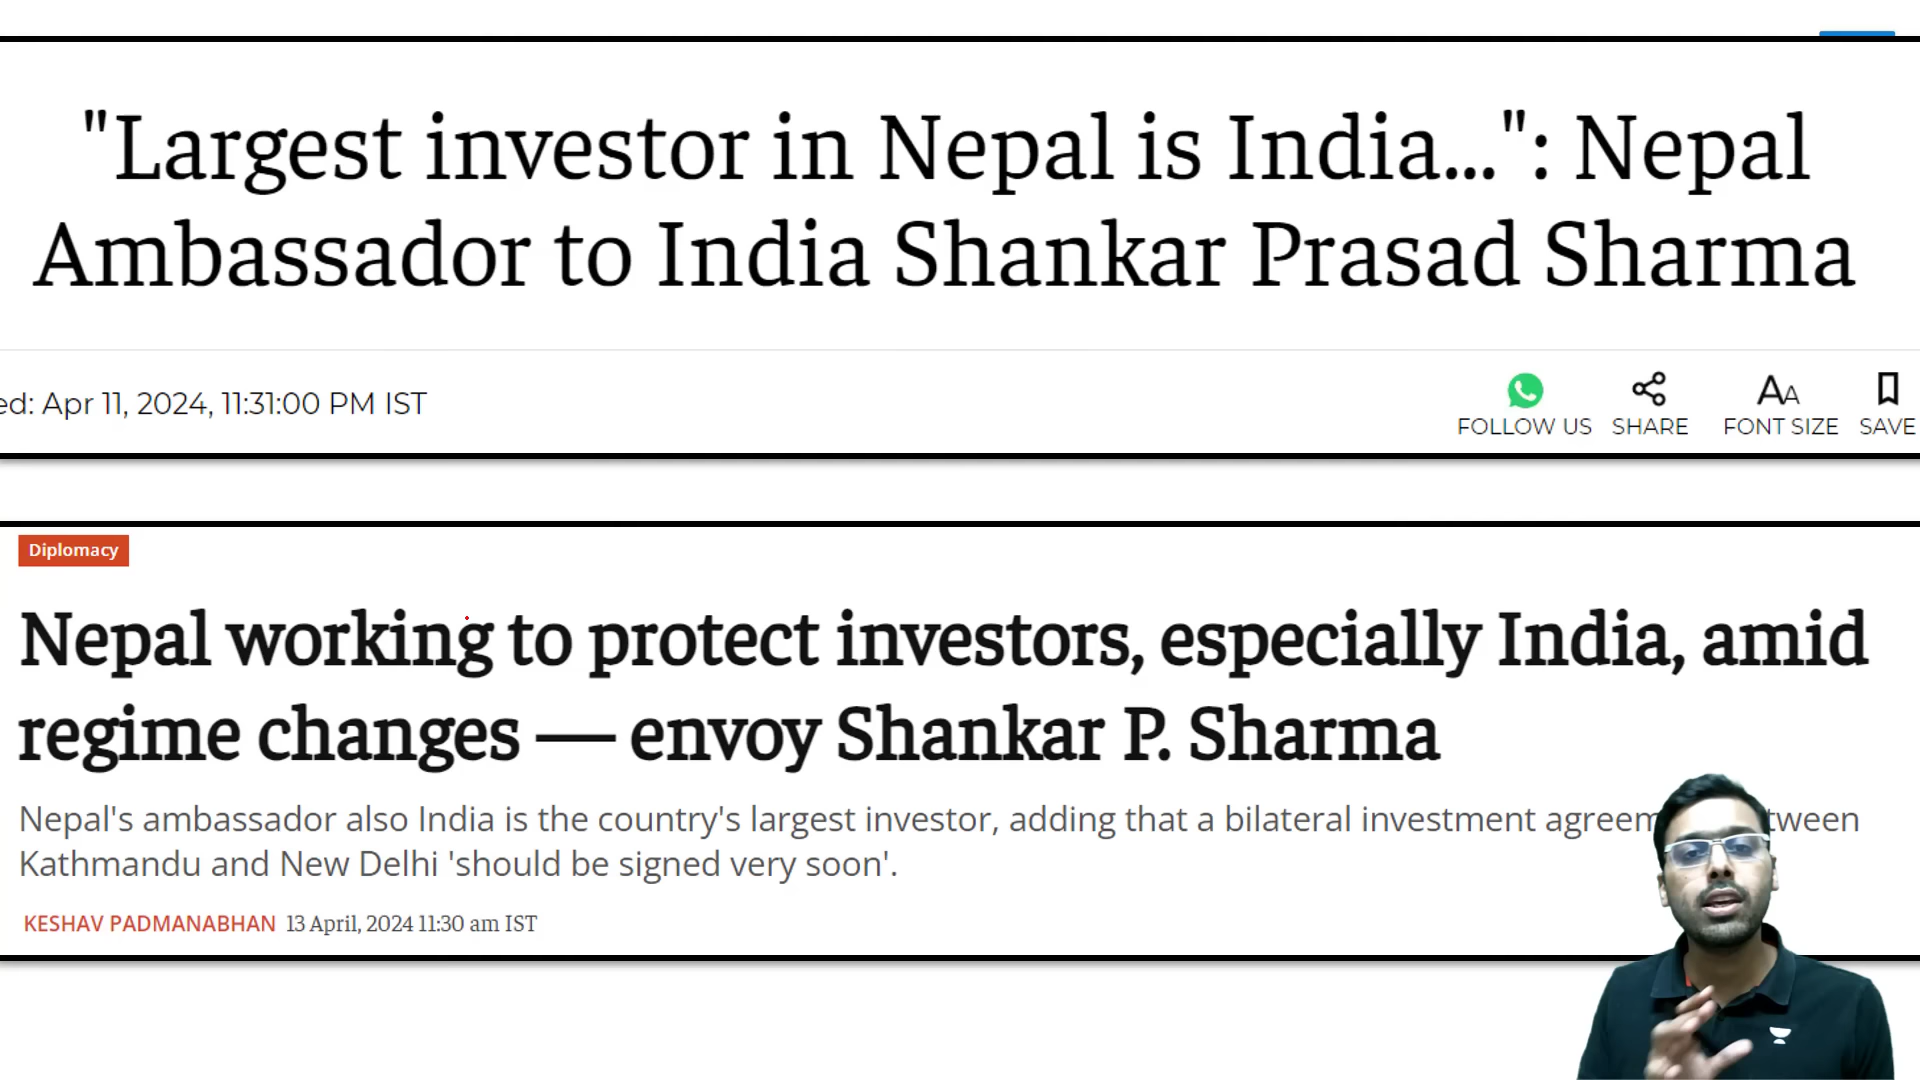 "Largest investor in Nepal is India...": Nepal
Ambassador to India Shankar Prasad Sharma
ed: Apr 11, 2024, 11:31:00 PM IST
FOLLOW US SHARE FONT SIZE SAVE
Diplomacy
Nepal working to protect investors, especially India, amid
regime changes — envoy Shankar P. Sharma
Nepal's ambassador also India is the country's largest investor, adding that a bilateral investment agreem tween
Kathmandu and New Delhi 'should be signed very soon'.
KESHAV PADMANABHAN 13 April, 2024 11:30 am IST